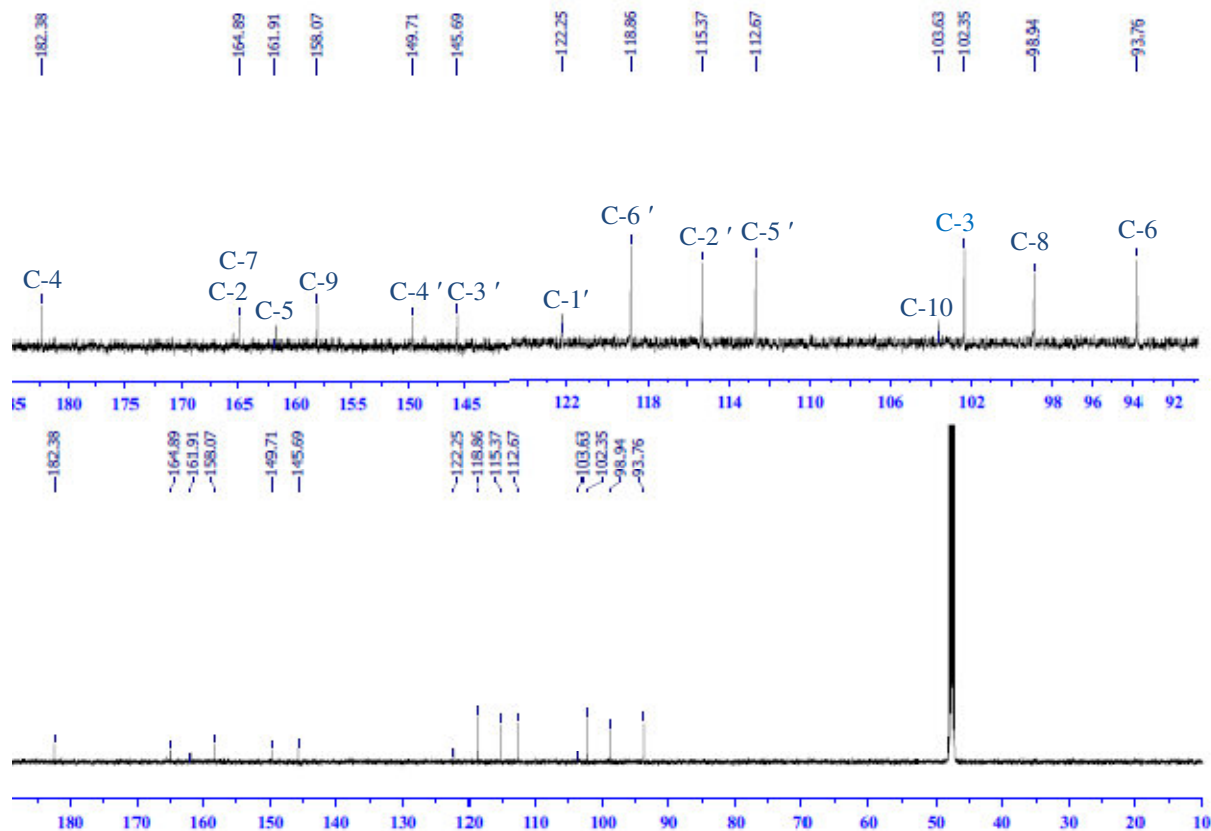 182.38 164.89 161.91 158.07 149.71 145.69 122.25 118.86 115.37 112.67 103.63 102.35 98.94 93.76
C-6 ′
C-2 ′ C-5 ′ C-3
C-7 C-8 C-6
C-4 C-2 C-5 C-9 C-4 ′ C-3 ′ C-1′ C-10
35 180 175 170 165 160 155 150 145 122 118 114 110 106 102 98 96 94 92
182.38 164.89 161.91 158.07 149.71 145.69 122.25 118.86 115.37 112.67 103.63 102.35 98.94 93.76
180 170 160 150 140 130 120 110 100 90 80 70 60 50 40 30 20 10